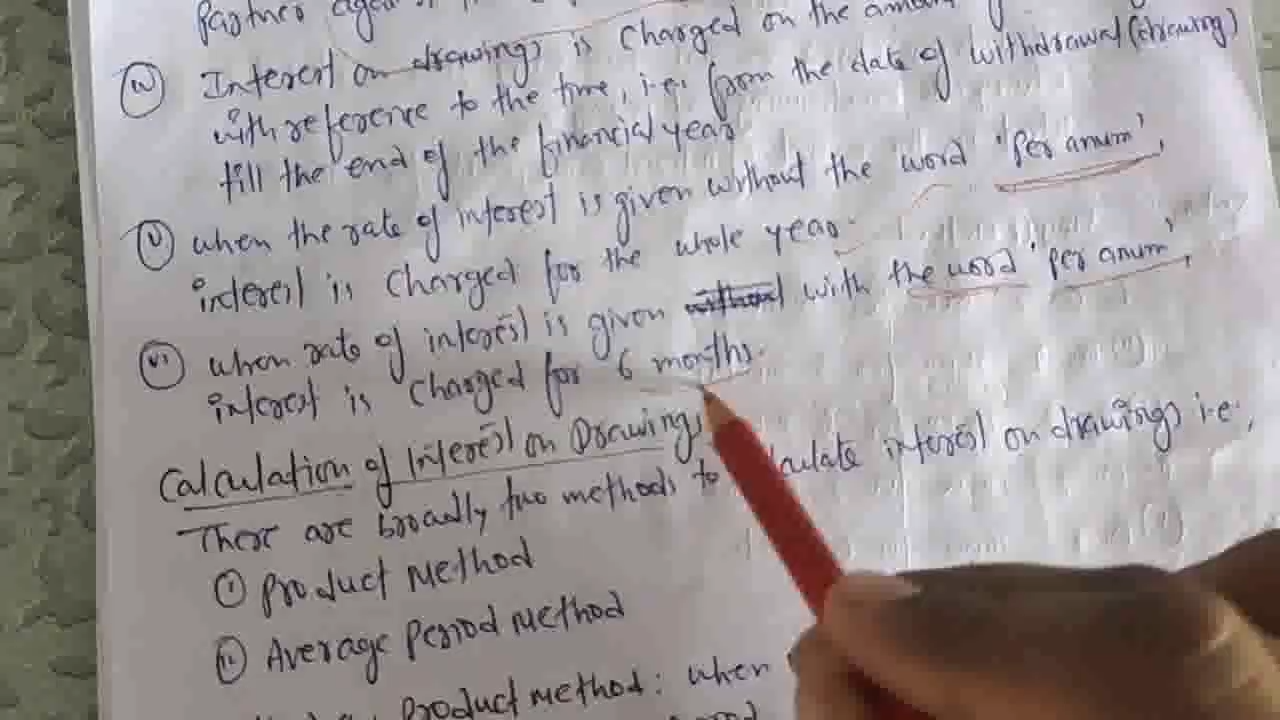 Partner
(iv) Interest on drawings is charged on the amount
with reference to the time, i.e. from the date of withdrawal (drawing)
till the end of the financial year
(v) when the rate of interest is given without the word 'per anum',
interest is charged for the whole year.
(vi) when rate of interest is given with the word 'per anum',
interest is charged for 6 months.
Calculation of Interest on Drawings
There are broadly two methods to calculate interest on drawings i.e.,
(i) Product Method
(ii) Average Period Method
Product method: when